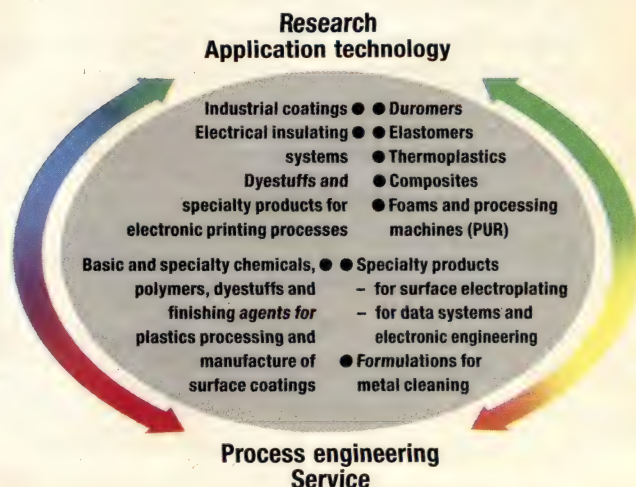 Research
Application technology
Industrial coatings ●
Electrical insulating ●
systems
Dyestuffs and
specialty products for
electronic printing processes
● Duromers
● Elastomers
● Thermoplastics
● Composites
● Foams and processing
machines (PUR)
Basic and specialty chemicals, ●
polymers, dyestuffs and
finishing agents for
plastics processing and
manufacture of
surface coatings
● Specialty products
– for surface electroplating
– for data systems and
electronic engineering
● Formulations for
metal cleaning
Process engineering
Service